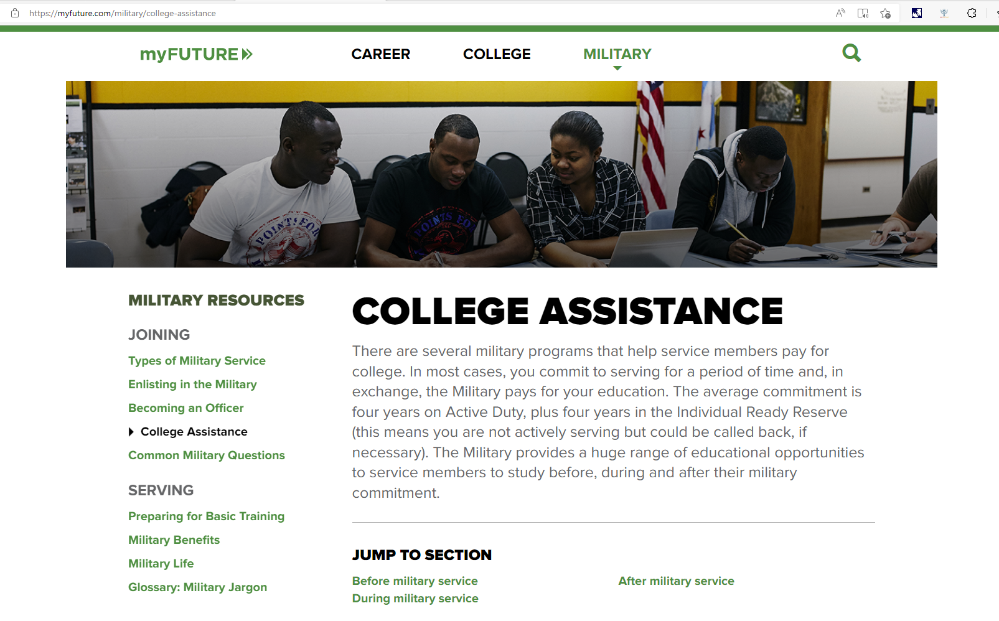 https://myfuture.com/military/college-assistance
myFUTURE
CAREER
COLLEGE
MILITARY
POINTS FOR
POINTS FO
MILITARY RESOURCES
JOINING
Types of Military Service
Enlisting in the Military
Becoming an Officer
College Assistance
Common Military Questions
SERVING
Preparing for Basic Training
Military Benefits
Military Life
Glossary: Military Jargon
COLLEGE ASSISTANCE
There are several military programs that help service members pay for
college. In most cases, you commit to serving for a period of time and, in
exchange, the Military pays for your education. The average commitment is
four years on Active Duty, plus four years in the Individual Ready Reserve
(this means you are not actively serving but could be called back, if
necessary). The Military provides a huge range of educational opportunities
to service members to study before, during and after their military
commitment.
JUMP TO SECTION
Before military service
During military service
After military service